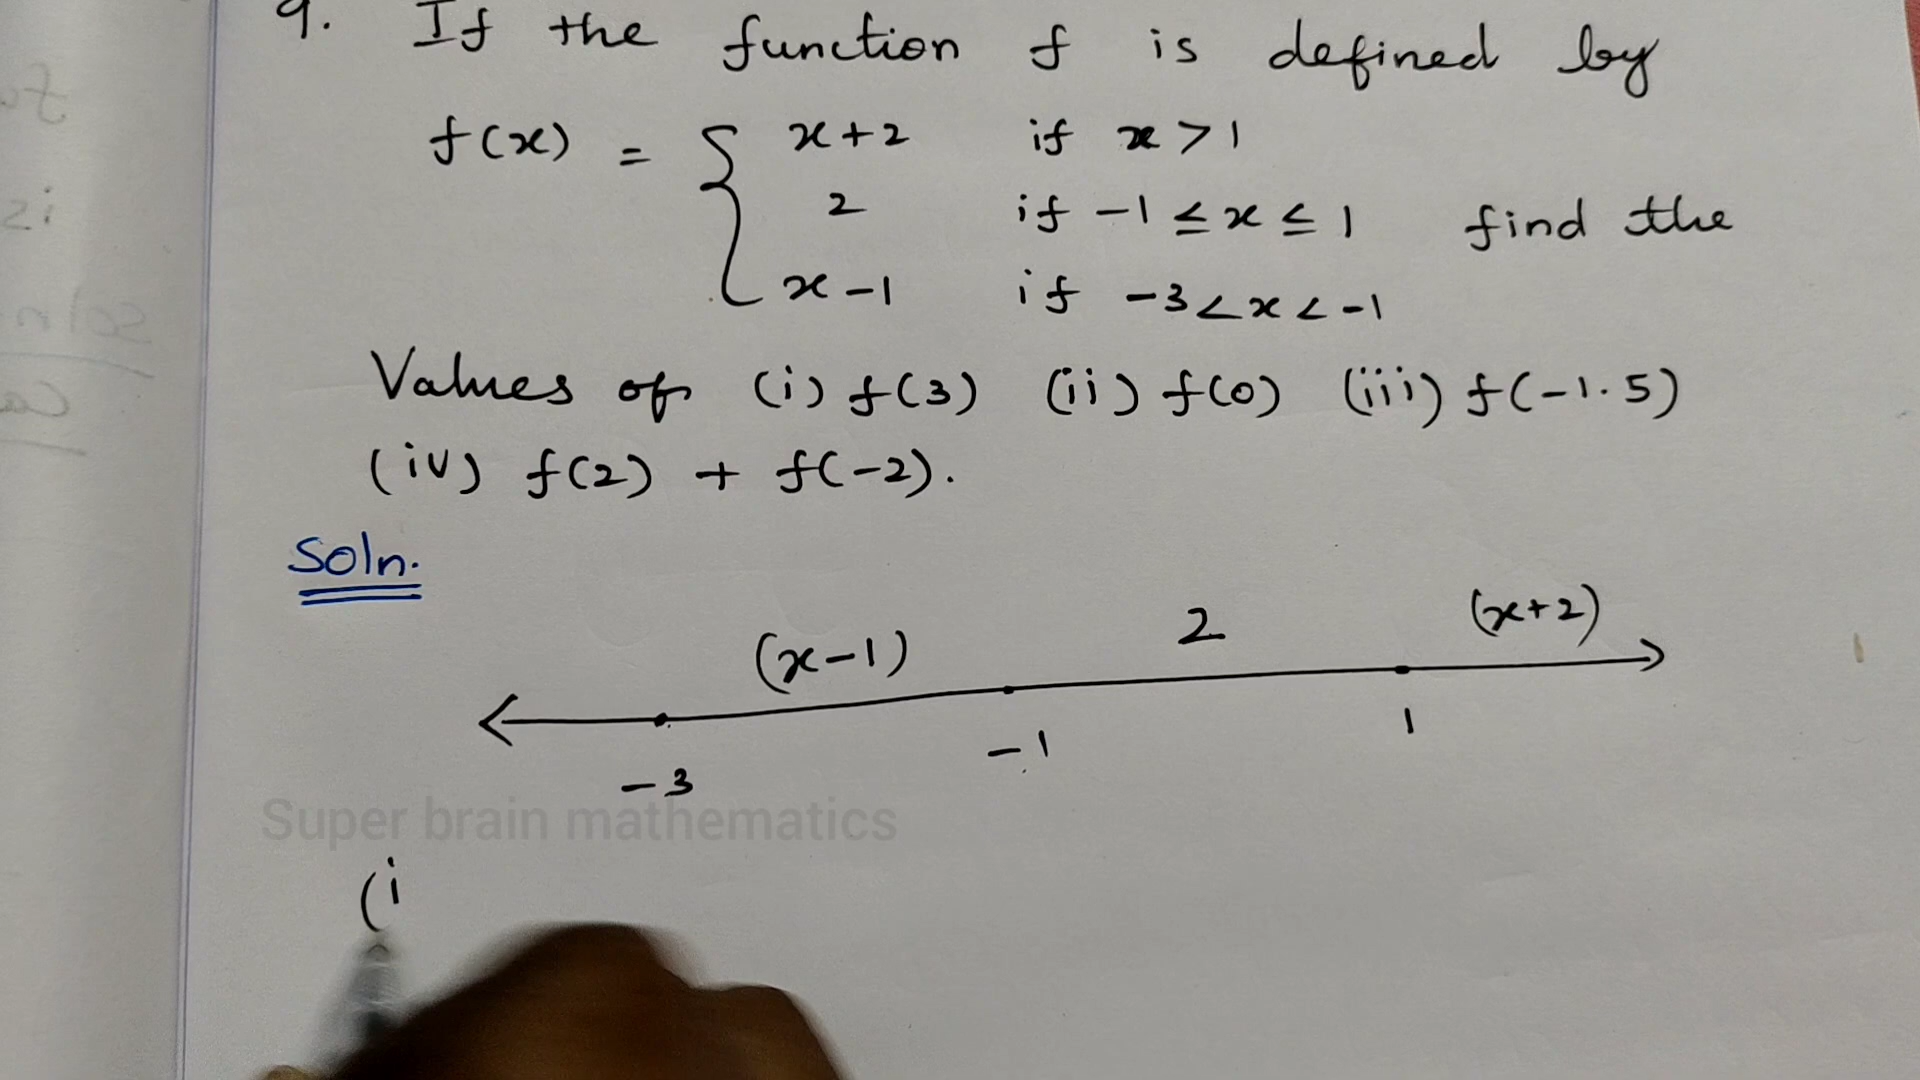 9. If the function f is defined by
f(x) = { x+2 if x > 1
2 if -1 ≤ x ≤ 1 find the
x-1 if -3 < x < -1
Values of (i) f(3) (ii) f(0) (iii) f(-1.5)
(iv) f(2) + f(-2).
Soln.
(x-1) 2 (x+2)
-3 -1 1
Super brain mathematics
(i